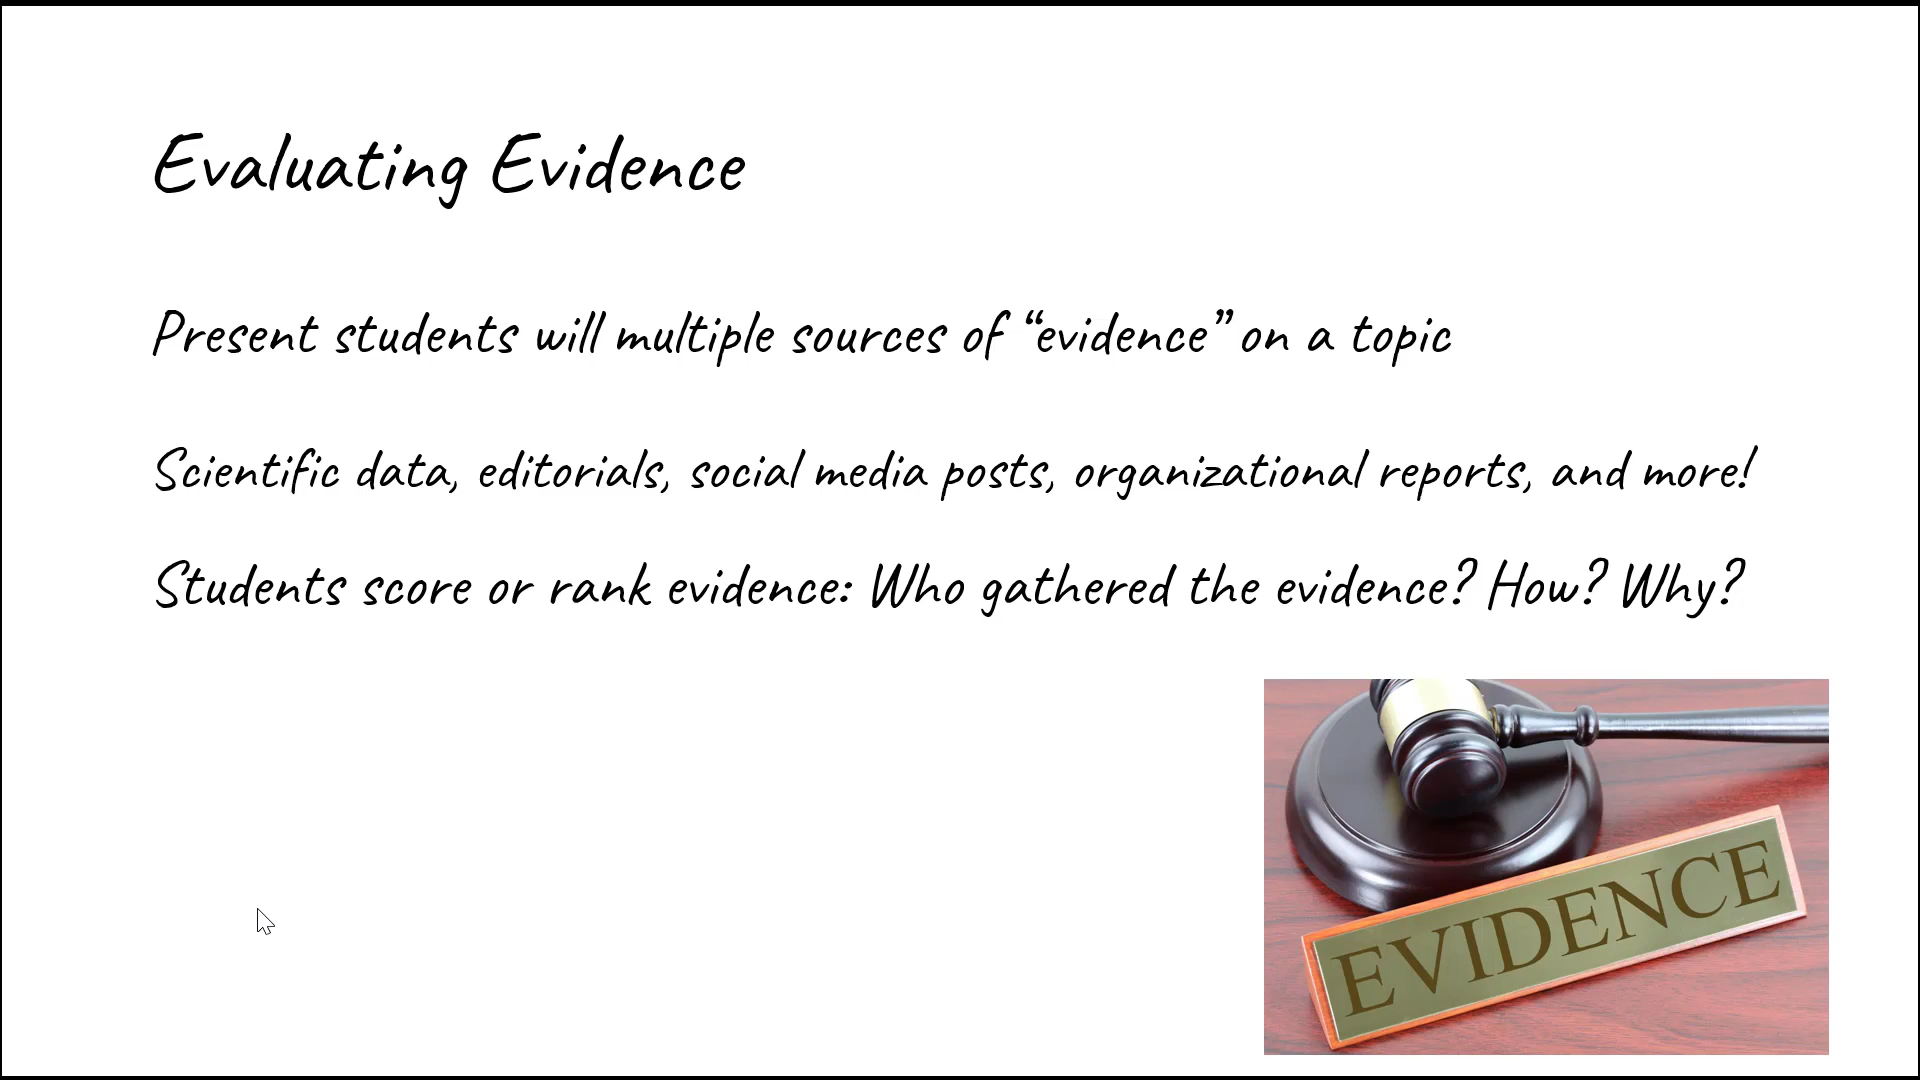 Evaluating Evidence
Present students will multiple sources of “evidence” on a topic
Scientific data, editorials, social media posts, organizational reports, and more!
Students score or rank evidence: Who gathered the evidence? How? Why?
EVIDENCE